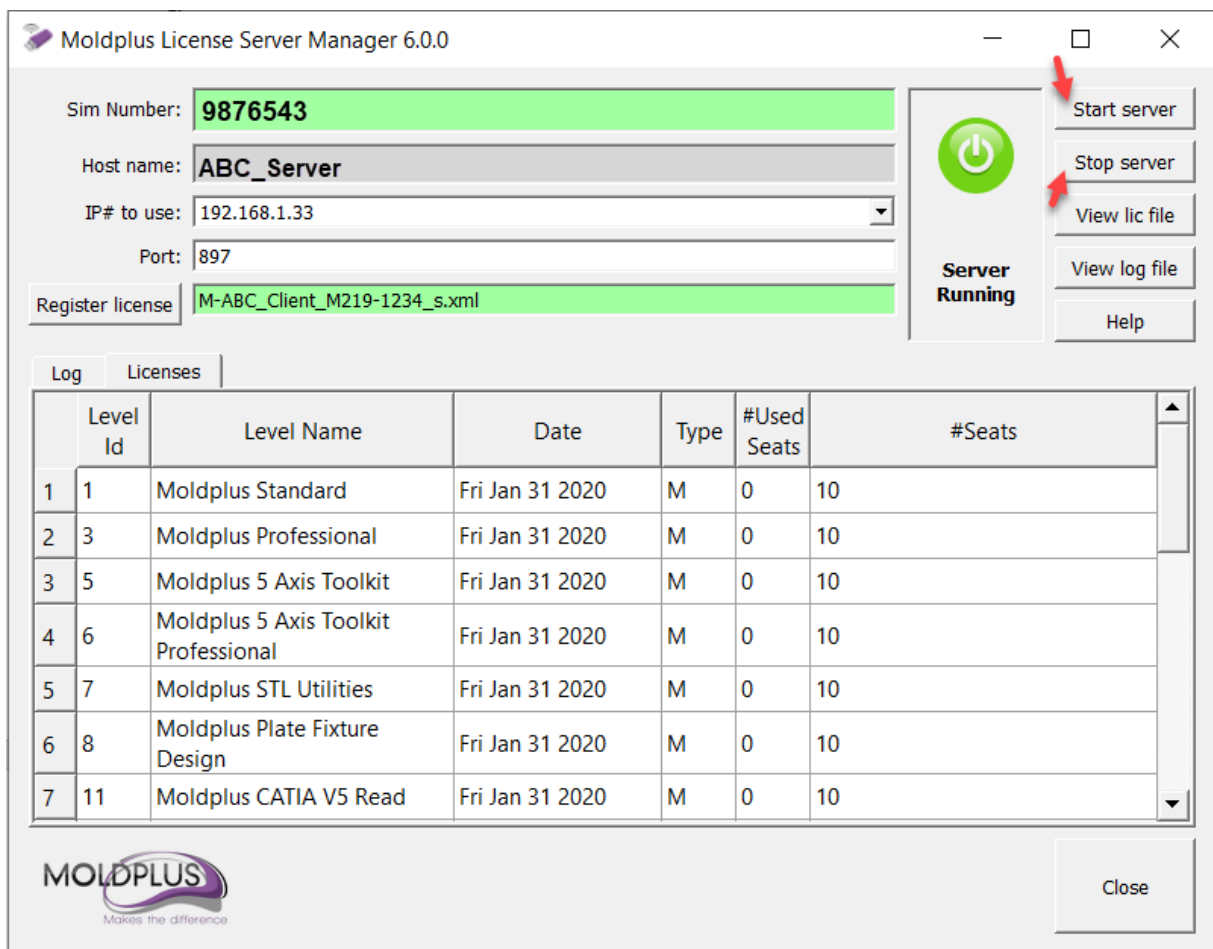 Moldplus License Server Manager 6.0.0
Sim Number: 9876543
Host name: ABC_Server
IP# to use: 192.168.1.33
Port: 897
Register license M-ABC_Client_M219-1234_s.xml
Server
Running
Start server
Stop server
View lic file
View log file
Help
Log Licenses
Level Id Level Name Date Type #Used Seats #Seats
1 1 Moldplus Standard Fri Jan 31 2020 M 0 10
2 3 Moldplus Professional Fri Jan 31 2020 M 0 10
3 5 Moldplus 5 Axis Toolkit Fri Jan 31 2020 M 0 10
4 6 Moldplus 5 Axis Toolkit Professional Fri Jan 31 2020 M 0 10
5 7 Moldplus STL Utilities Fri Jan 31 2020 M 0 10
6 8 Moldplus Plate Fixture Design Fri Jan 31 2020 M 0 10
7 11 Moldplus CATIA V5 Read Fri Jan 31 2020 M 0 10
MOLDPLUS
Makes the difference
Close